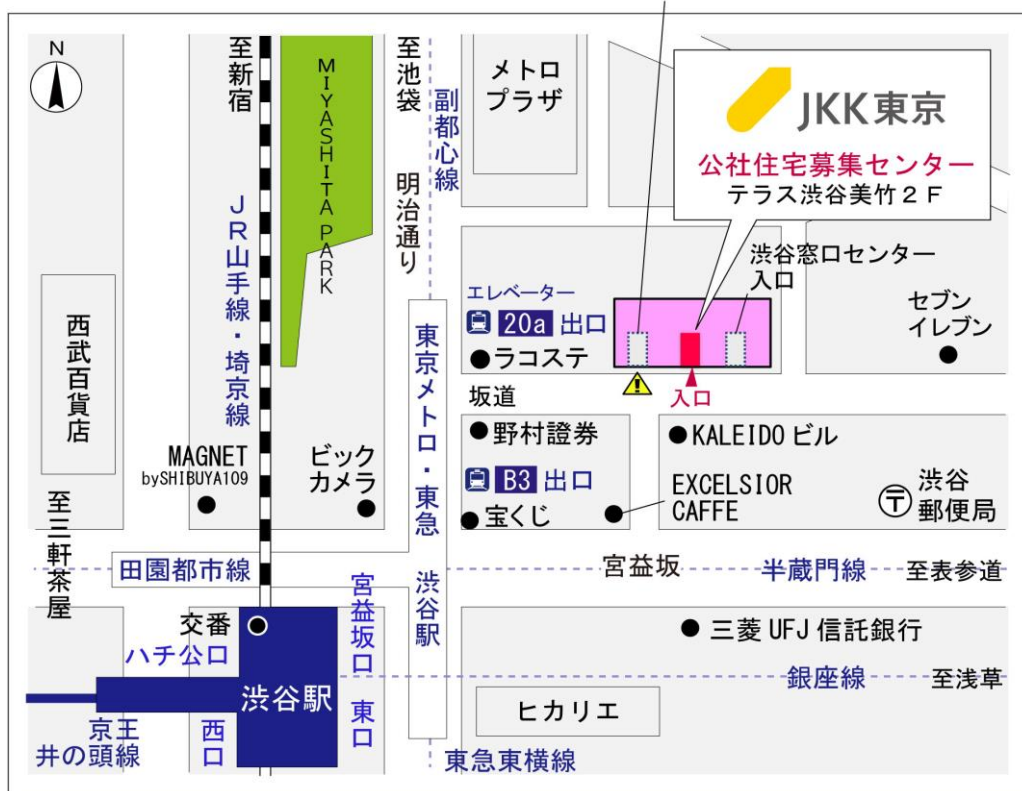 N
至新宿
MIYASHITA PARK
至池袋
副都心線
明治通り
メトロ
プラザ
JKK東京
公社住宅募集センター
テラス渋谷美竹2F
渋谷窓口センター
入口
セブン
イレブン
JR山手線・埼京線
西武百貨店
エレベーター
20a 出口
ラコステ
入口
坂道
東京メトロ・東急 渋谷駅
野村證券
B3 出口
宝くじ
KALEIDO ビル
EXCELSIOR
CAFFE
〒
渋谷
郵便局
MAGNET
bySHIBUYA109
ビック
カメラ
至三軒茶屋
田園都市線
宮益坂
半蔵門線
至表参道
交番
ハチ公口
宮益坂口
三菱 UFJ 信託銀行
渋谷駅
銀座線
至浅草
京王
井の頭線
西口
東口
ヒカリエ
東急東横線